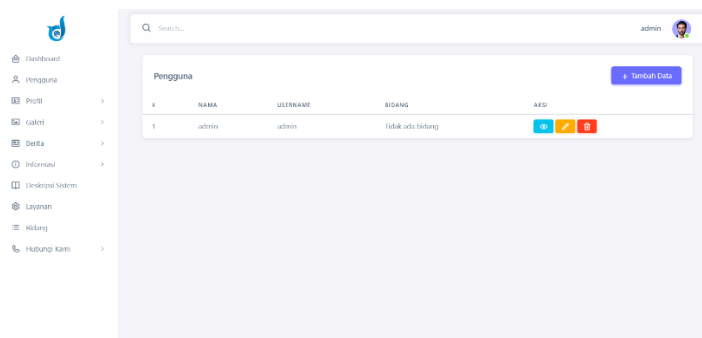 Search...
admin
Dashboard
Pengguna
Profil
Galeri
Berita
Informasi
Deskripsi Sistem
Layanan
Bidang
Hubungi Kami
Pengguna
+ Tambah Data
# NAMA USERNAME BIDANG AKSI
1 admin admin Tidak ada bidang